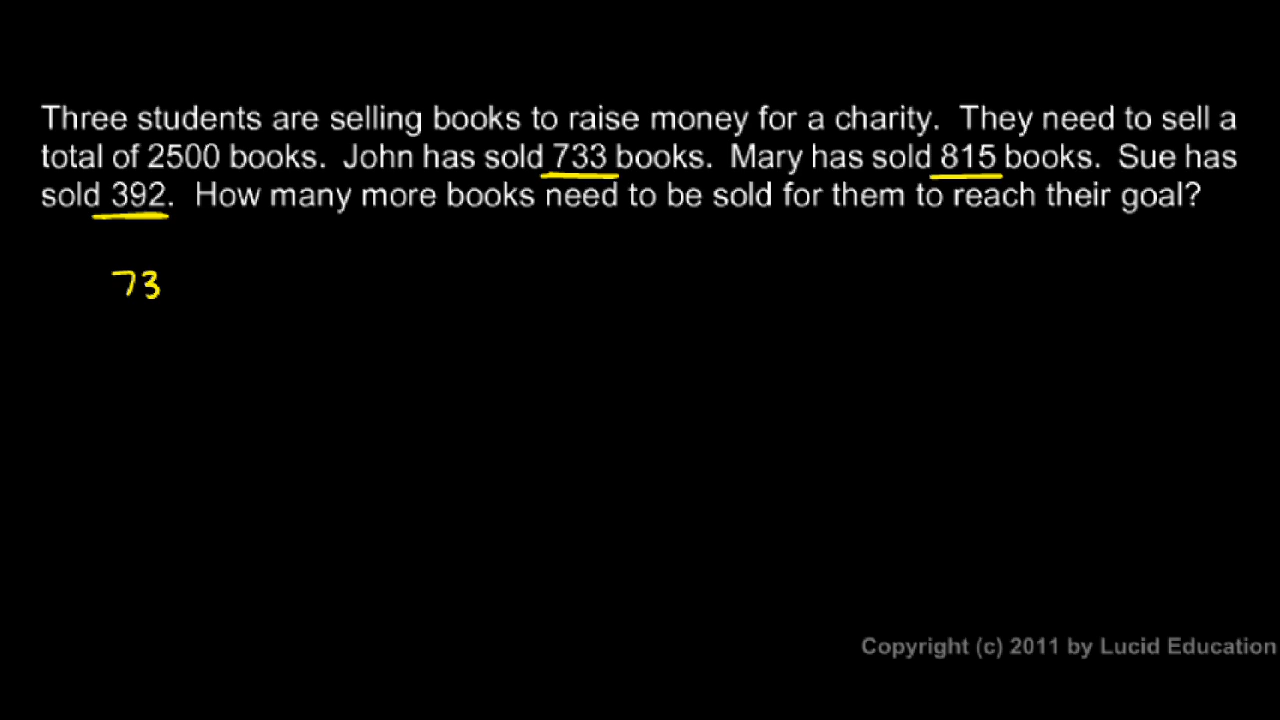 Three students are selling books to raise money for a charity. They need to sell a
total of 2500 books. John has sold 733 books. Mary has sold 815 books. Sue has
sold 392. How many more books need to be sold for them to reach their goal?
73
Copyright (c) 2011 by Lucid Education